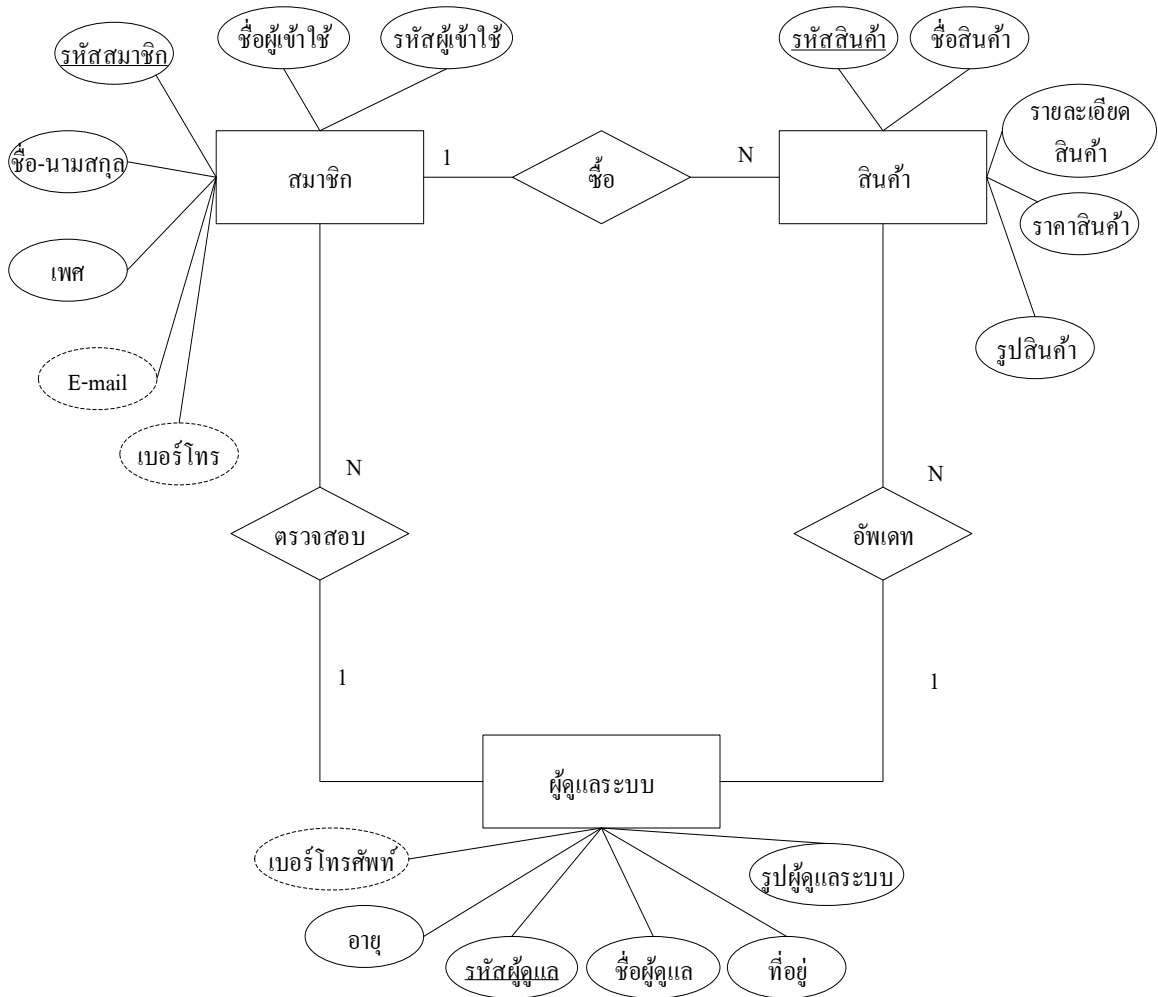 ชื่อผู้เข้าใช้
รหัสผู้เข้าใช้
รหัสสินค้า
ชื่อสินค้า
รหัสสมาชิก
รายละเอียด
สินค้า
ชื่อ-นามสกุล
สมาชิก
1
ซื้อ
N
สินค้า
ราคาสินค้า
เพศ
รูปสินค้า
E-mail
เบอร์โทร
N
N
ตรวจสอบ
อัพเดท
1
1
ผู้ดูแลระบบ
เบอร์โทรศัพท์
รูปผู้ดูแลระบบ
อายุ
รหัสผู้ดูแล
ชื่อผู้ดูแล
ที่อยู่